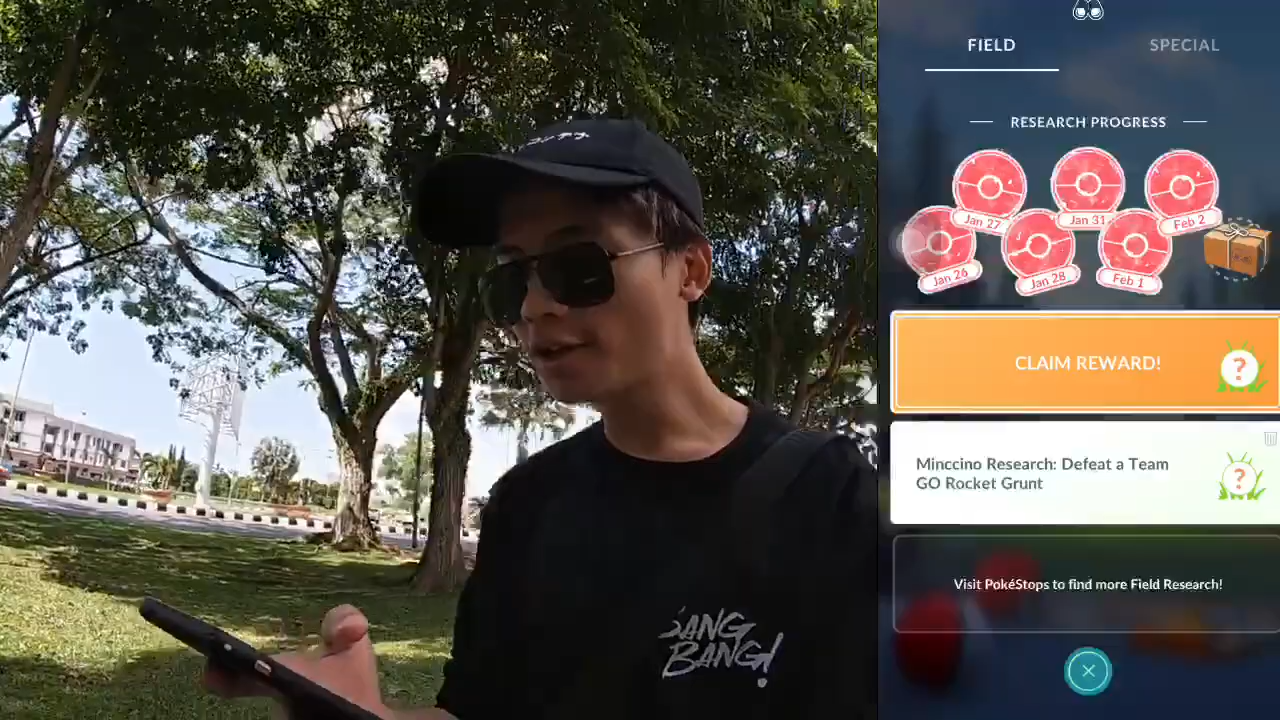 FIELD
SPECIAL
RESEARCH PROGRESS
Jan 27
Jan 31
Feb 2
Jan 26
Jan 28
Feb 1
CLAIM REWARD!
?
Minccino Research: Defeat a Team
GO Rocket Grunt
?
Visit PokéStops to find more Field Research!
BANG
BANG!